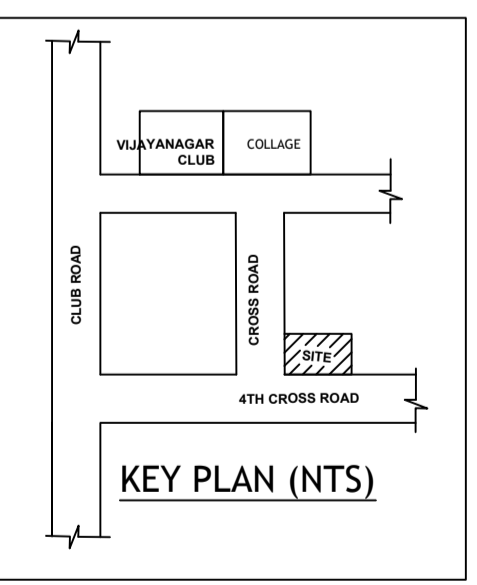 VIJAYANAGAR
CLUB
COLLAGE
CLUB ROAD
CROSS ROAD
SITE
4TH CROSS ROAD
KEY PLAN (NTS)